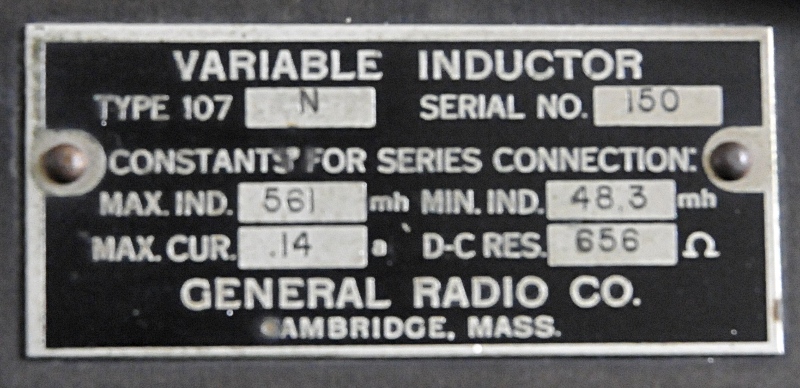 VARIABLE INDUCTOR
TYPE 107 N SERIAL NO. 150
CONSTANTS FOR SERIES CONNECTION:
MAX. IND. 561 mh MIN. IND. 48.3 mh
MAX. CUR. .14 a D-C RES. 656 Ω
GENERAL RADIO CO.
CAMBRIDGE, MASS.